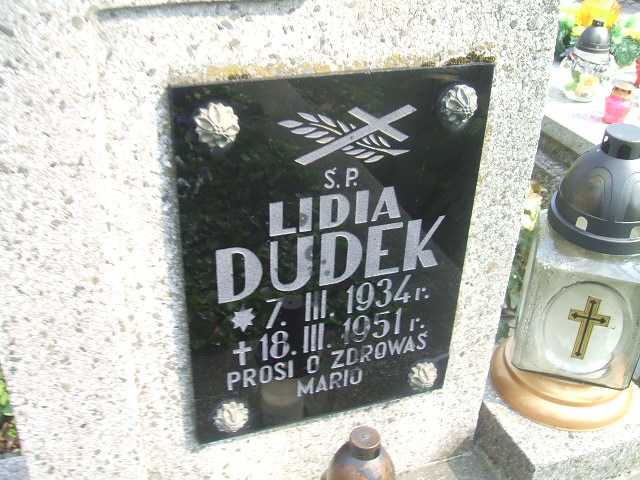 Ś.P.
LIDIA
DUDEK
* 7. III. 1934 r.
+ 18. III. 1951 r.
PROSI O ZDROWAŚ
MARIO